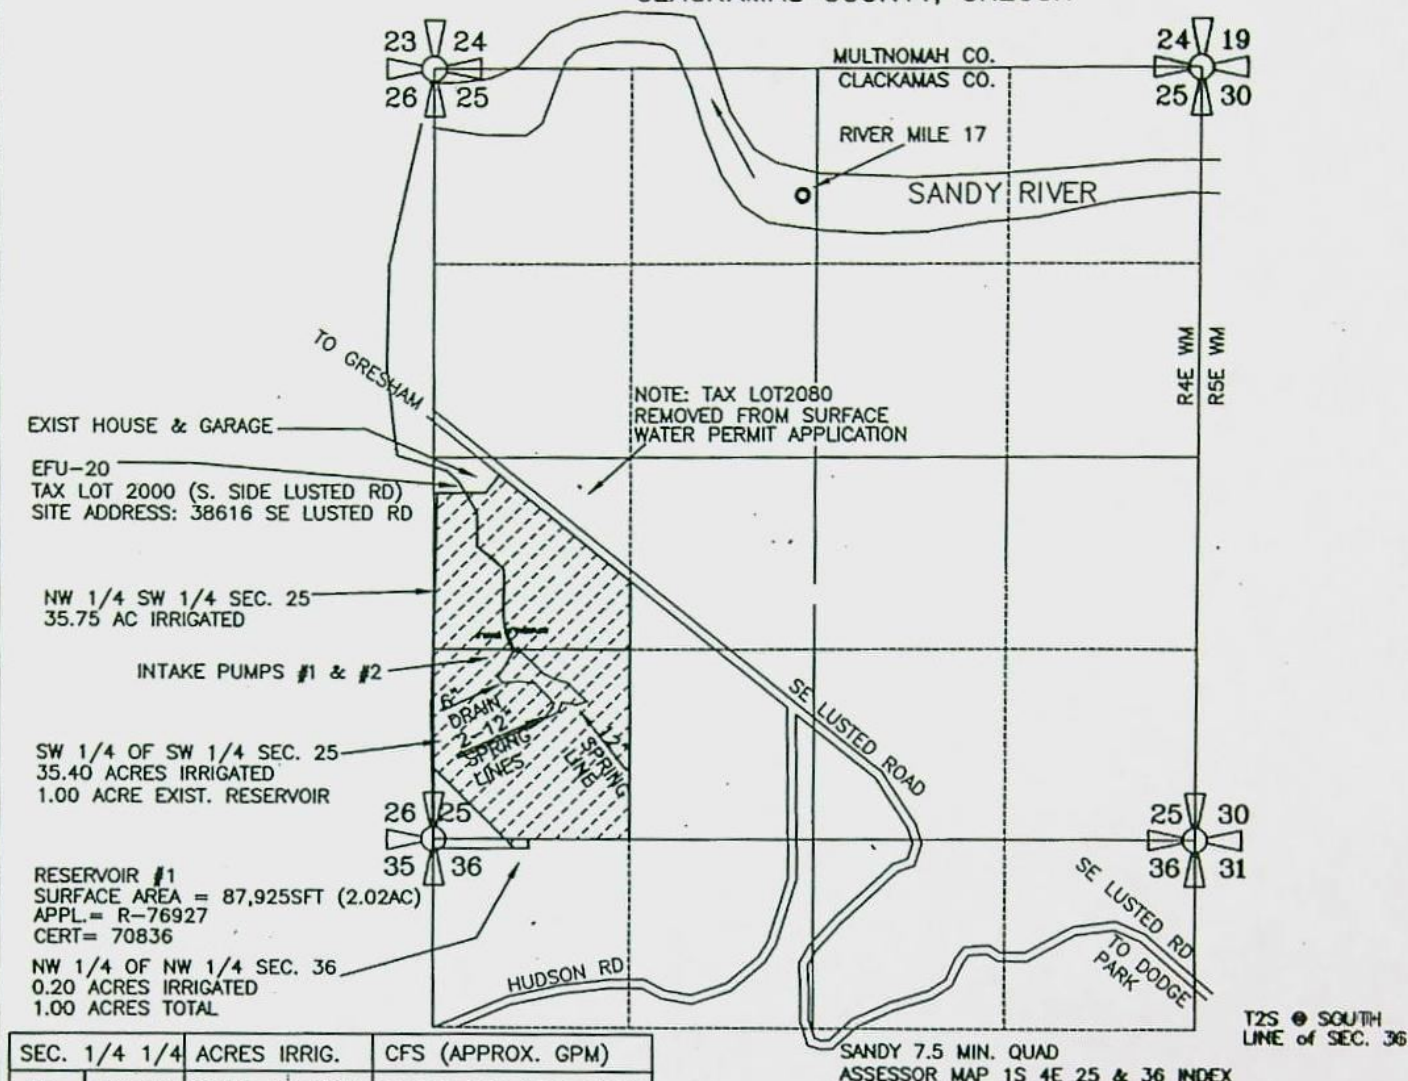 23 24
26 25
24 19
25 30
MULTNOMAH CO.
CLACKAMAS CO.
RIVER MILE 17
SANDY RIVER
R4E WM
R5E WM
TO GRESHAM
NOTE: TAX LOT2080
REMOVED FROM SURFACE
WATER PERMIT APPLICATION
EXIST HOUSE & GARAGE
EFU-20
TAX LOT 2000 (S. SIDE LUSTED RD)
SITE ADDRESS: 38616 SE LUSTED RD
NW 1/4 SW 1/4 SEC. 25
35.75 AC IRRIGATED
INTAKE PUMPS #1 & #2
6"
DRAIN
2-12"
SPRING
LINES
12"
SPRING
LINE
SE LUSTED ROAD
SW 1/4 OF SW 1/4 SEC. 25
35.40 ACRES IRRIGATED
1.00 ACRE EXIST. RESERVOIR
26 25
35 36
25 30
36 31
RESERVOIR #1
SURFACE AREA = 87,925SFT (2.02AC)
APPL.= R-76927
CERT= 70836
NW 1/4 OF NW 1/4 SEC. 36
0.20 ACRES IRRIGATED
1.00 ACRES TOTAL
HUDSON RD
SE LUSTED RD
TO DODGE
PARK
T2S @ SOUTH
LINE of SEC. 36
SEC. 1/4 1/4 ACRES IRRIG. CFS (APPROX. GPM)
SANDY 7.5 MIN. QUAD
ASSESSOR MAP 1S 4E 25 & 36 INDEX